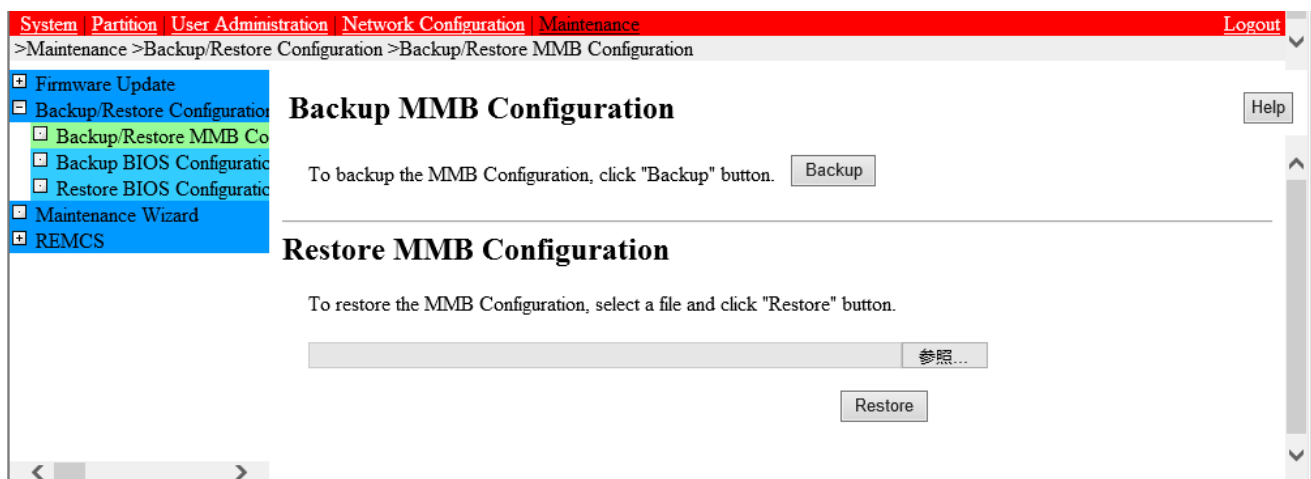 System | Partition | User Administration | Network Configuration | Maintenance Logout
>Maintenance >Backup/Restore Configuration >Backup/Restore MMB Configuration
Firmware Update
Backup/Restore Configuration
Backup/Restore MMB Co
Backup BIOS Configuratio
Restore BIOS Configuratio
Maintenance Wizard
REMCS
Backup MMB Configuration
Help
To backup the MMB Configuration, click "Backup" button. Backup
Restore MMB Configuration
To restore the MMB Configuration, select a file and click "Restore" button.
参照...
Restore